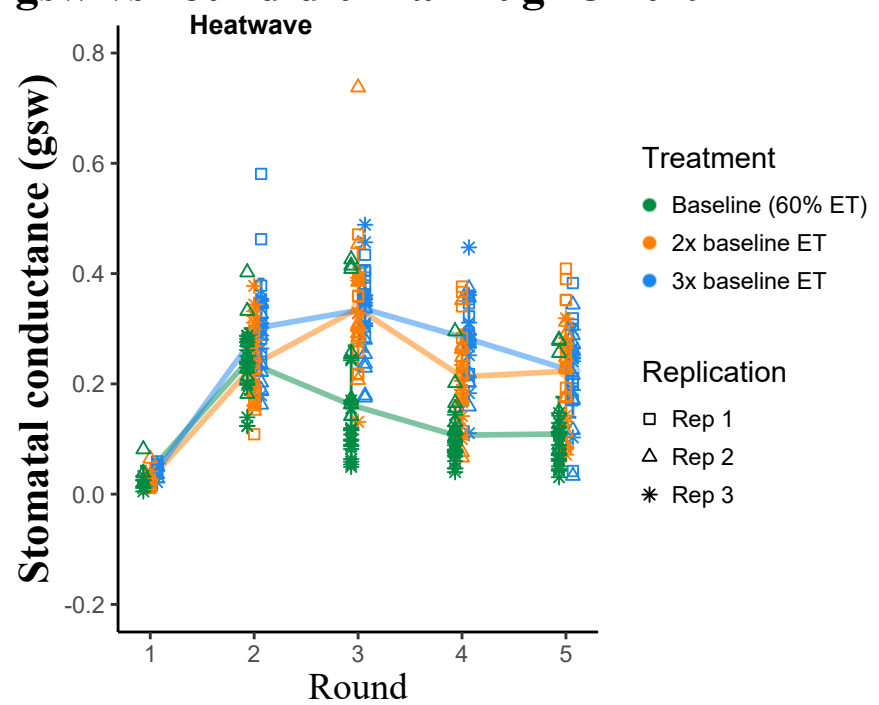 Heatwave
Stomatal conductance (gsw)
0.8
0.6
0.4
0.2
0.0
-0.2
1 2 3 4 5
Round
Treatment
Baseline (60% ET)
2x baseline ET
3x baseline ET
Replication
Rep 1
Rep 2
Rep 3